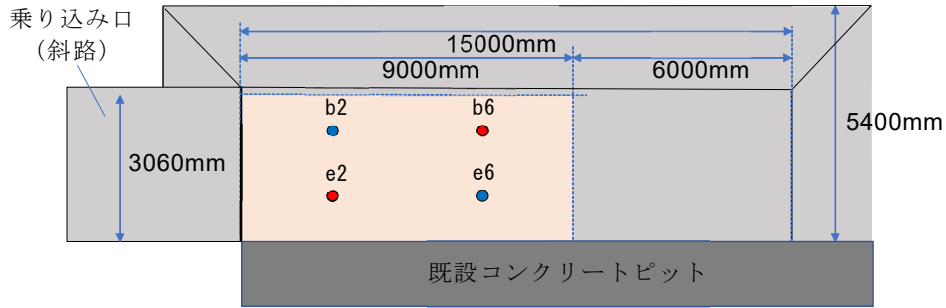 乗り込み口
（斜路）
15000mm
9000mm
6000mm
b2
b6
5400mm
3060mm
e2
e6
既設コンクリートピット